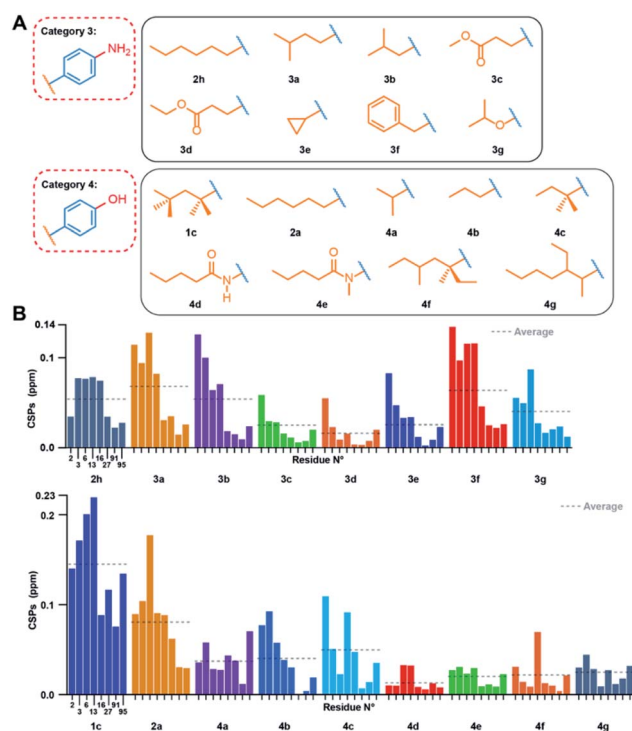 A
Category 3:
NH2
2h
3a
3b
3c
O
O
3d
O
O
3e
3f
3g
O
Category 4:
OH
1c
2a
4a
4b
4c
4d
O
N
H
4e
O
N
4f
4g
B
0.14
0.1
0.0
CSPs (ppm)
Average
Residue Nº
2 3 6 13 16 27 91 95
2h 3a 3b 3c 3d 3e 3f 3g
0.23
0.2
0.1
0.0
CSPs (ppm)
Average
Residue Nº
2 3 6 13 16 27 91 95
1c 2a 4a 4b 4c 4d 4e 4f 4g